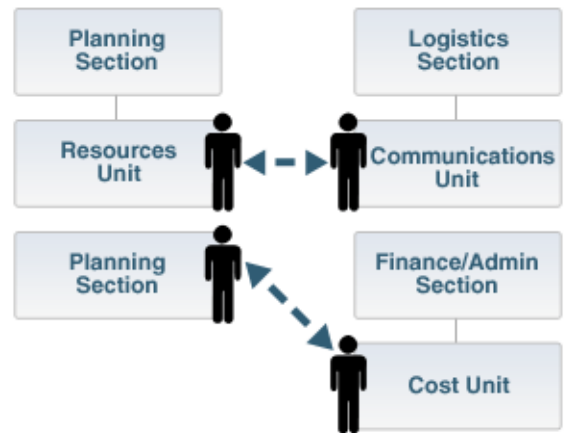 Planning
Section
Logistics
Section
Resources
Unit
Communications
Unit
Planning
Section
Finance/Admin
Section
Cost Unit